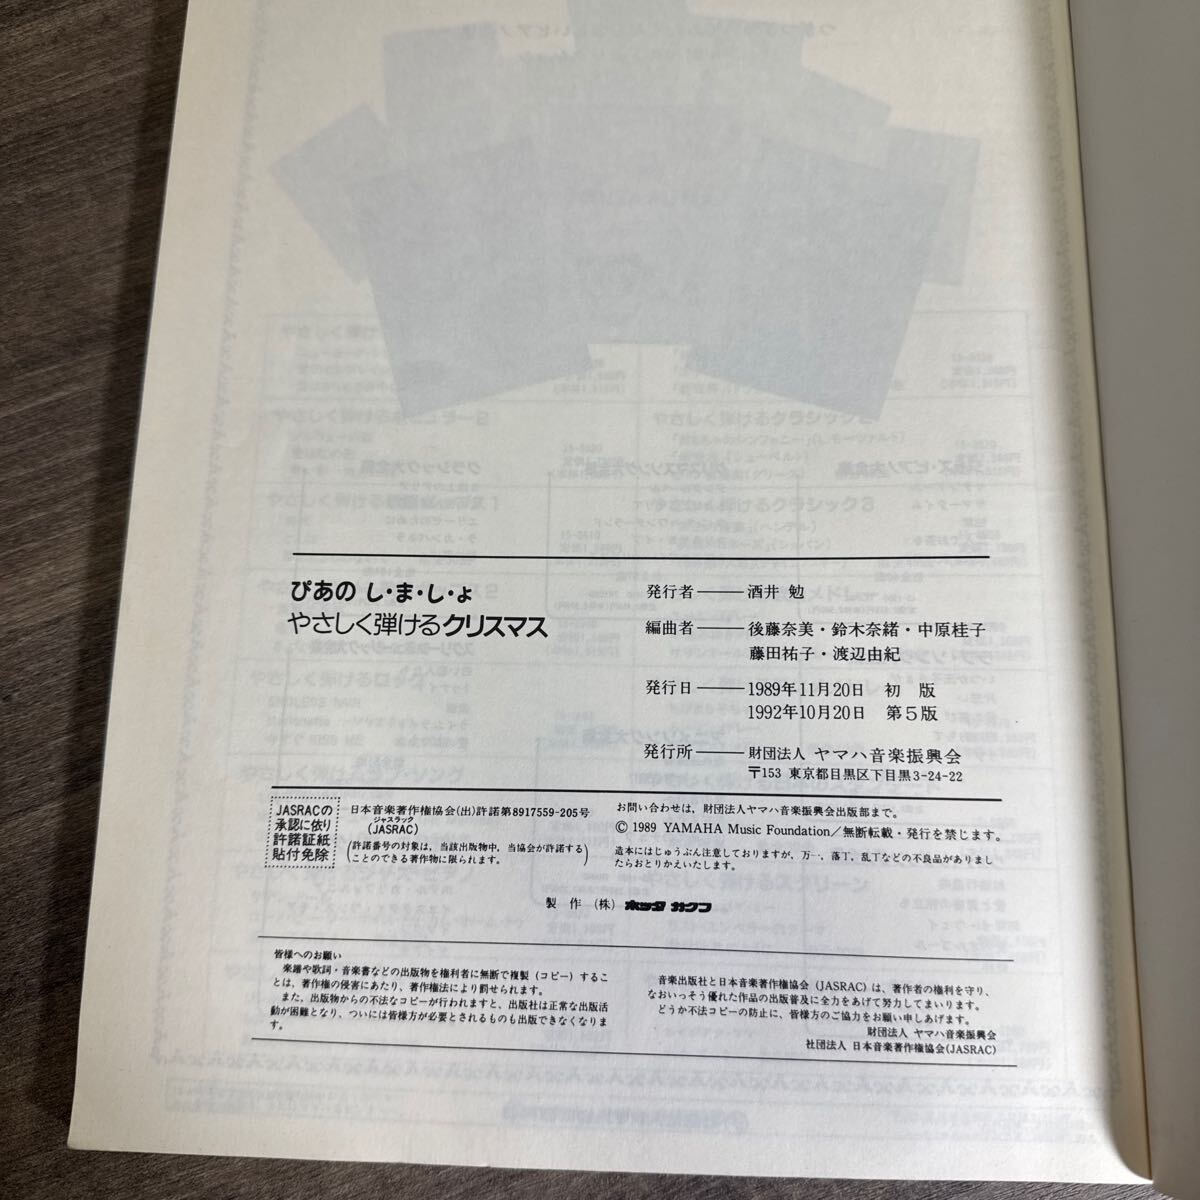 ぴあの し・ま・し・ょ
やさしく弾けるクリスマス
発行者―――酒井 勉
編曲者―――後藤奈美・鈴木奈緒・中原桂子
藤田祐子・渡辺由紀
発行日―――1989年11月20日 初 版
1992年10月20日 第5版
発行所―――財団法人 ヤマハ音楽振興会
〒153 東京都目黒区下目黒3-24-22
JASRACの
承認に依り
許諾証紙
貼付免除
日本音楽著作権協会(出)許諾第8917559-205号
ジャスラック
(JASRAC)
(許諾番号の対象は、当該出版物中、当協会が許諾する
ことのできる著作物に限られます。)
お問い合わせは、財団法人ヤマハ音楽振興会出版部まで。
© 1989 YAMAHA Music Foundation/無断転載・発行を禁じます。
造本にはじゅうぶん注意しておりますが、万一、落丁、乱丁などの不良品がありまし
たらおとりかえいたします。
製 作 (株) ホッタ ガクフ
皆様へのお願い
楽譜や歌詞・音楽書などの出版物を権利者に無断で複製(コピー)するこ
とは、著作権の侵害にあたり、著作権法により罰せられます。
また、出版物からの不法なコピーが行われますと、出版社は正常な出版活
動が困難となり、ついには皆様方が必要とされるものも出版できなくなりま
す。
音楽出版社と日本音楽著作権協会(JASRAC)は、著作者の権利を守り、
なおいっそう優れた作品の出版普及に全力をあげて努力してまいります。
どうか不法コピーの防止に、皆様方のご協力をお願い申しあげます。
財団法人 ヤマハ音楽振興会
社団法人 日本音楽著作権協会(JASRAC)